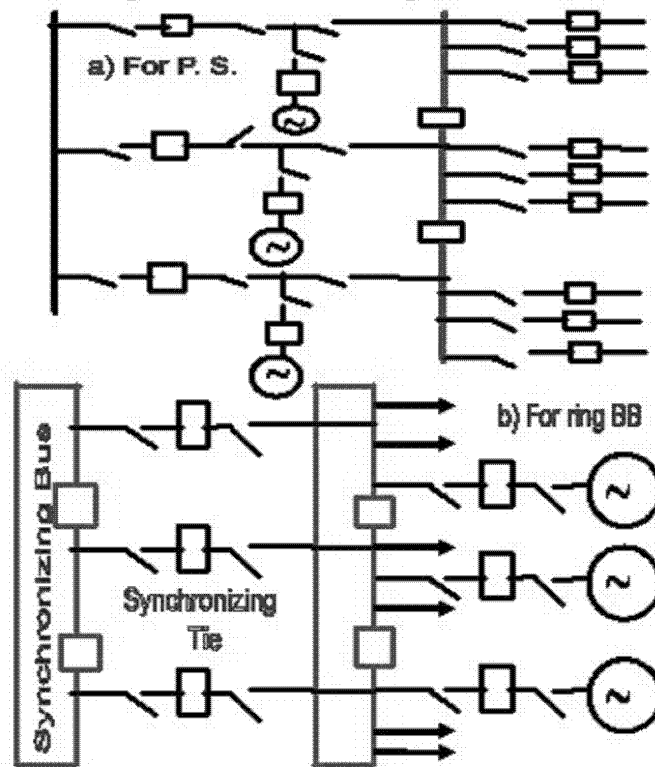 a) For P. S.
b) For ring BB
Synchronizing Bus
Synchronizing
Tie